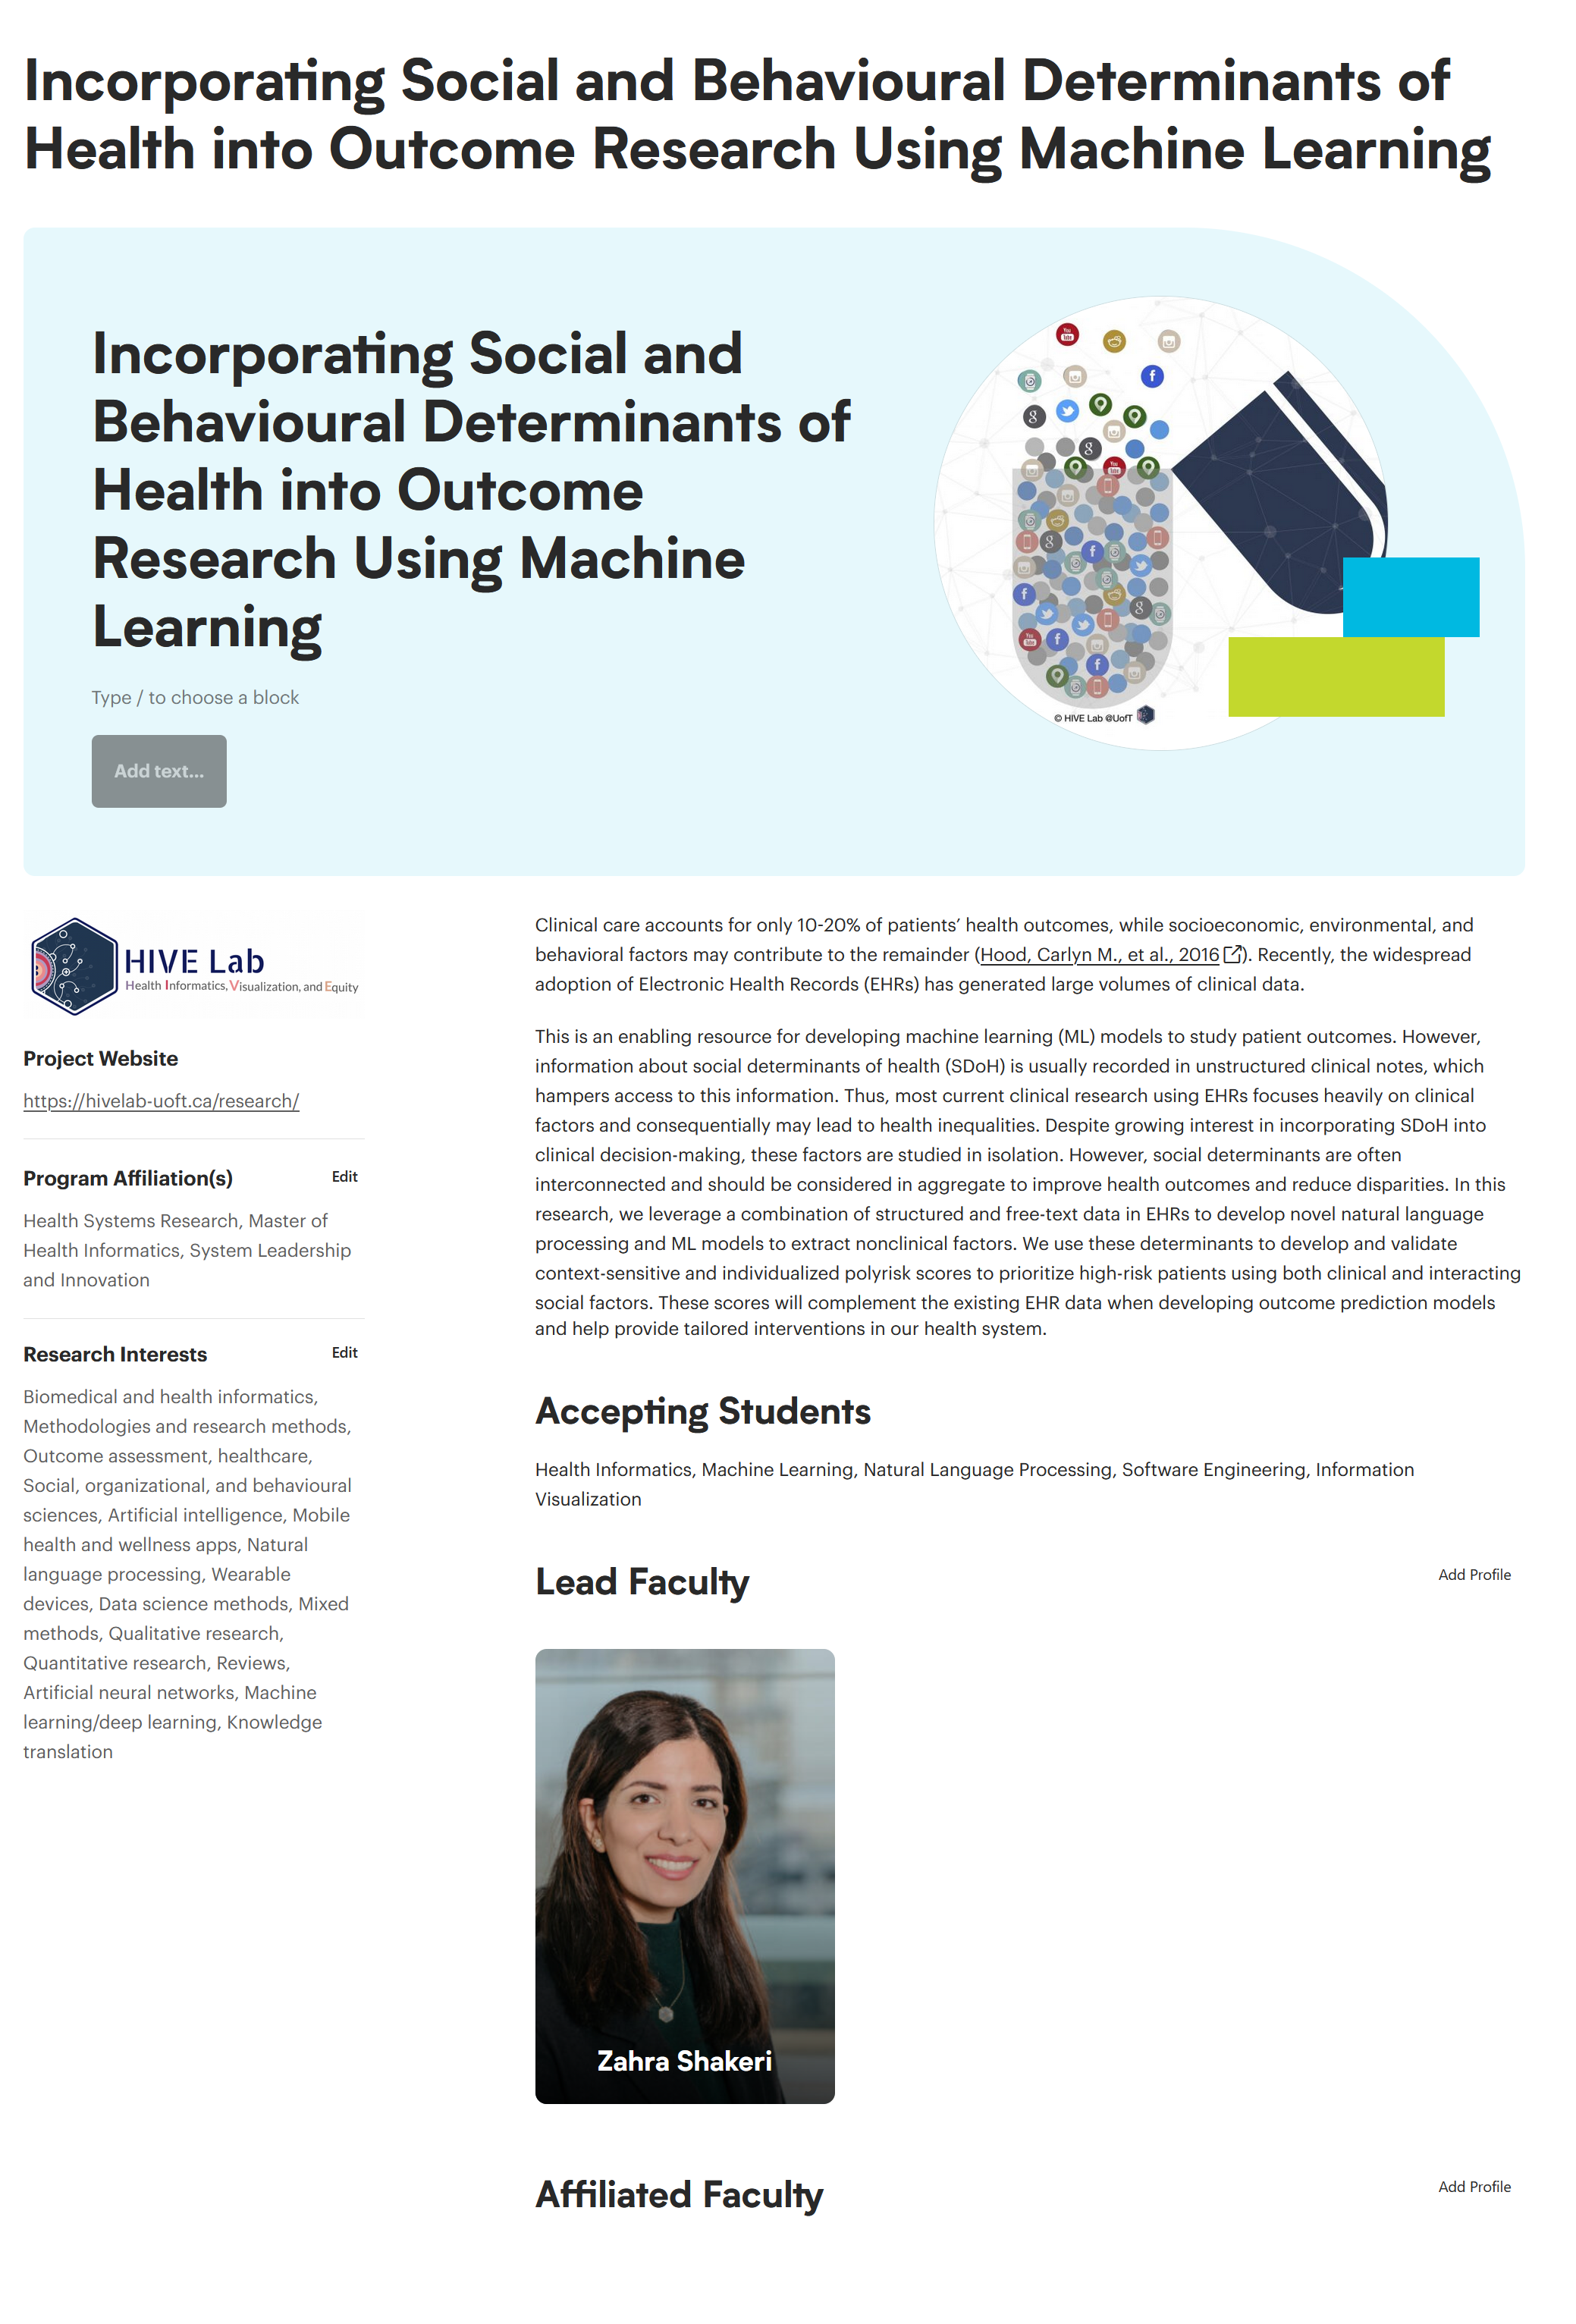 Incorporating Social and Behavioural Determinants of
Health into Outcome Research Using Machine Learning
Incorporating Social and
Behavioural Determinants of
Health into Outcome
Research Using Machine
Learning
Type / to choose a block
Add text...
© HIVE Lab @UofT
HIVE Lab
Health Informatics, Visualization, and Equity
Project Website
https://hivelab-uoft.ca/research/
Program Affiliation(s)
Edit
Health Systems Research, Master of
Health Informatics, System Leadership
and Innovation
Research Interests
Edit
Biomedical and health informatics,
Methodologies and research methods,
Outcome assessment, healthcare,
Social, organizational, and behavioural
sciences, Artificial intelligence, Mobile
health and wellness apps, Natural
language processing, Wearable
devices, Data science methods, Mixed
methods, Qualitative research,
Quantitative research, Reviews,
Artificial neural networks, Machine
learning/deep learning, Knowledge
translation
Clinical care accounts for only 10-20% of patients’ health outcomes, while socioeconomic, environmental, and
behavioral factors may contribute to the remainder (Hood, Carlyn M., et al., 2016). Recently, the widespread
adoption of Electronic Health Records (EHRs) has generated large volumes of clinical data.
This is an enabling resource for developing machine learning (ML) models to study patient outcomes. However,
information about social determinants of health (SDoH) is usually recorded in unstructured clinical notes, which
hampers access to this information. Thus, most current clinical research using EHRs focuses heavily on clinical
factors and consequentially may lead to health inequalities. Despite growing interest in incorporating SDoH into
clinical decision-making, these factors are studied in isolation. However, social determinants are often
interconnected and should be considered in aggregate to improve health outcomes and reduce disparities. In this
research, we leverage a combination of structured and free-text data in EHRs to develop novel natural language
processing and ML models to extract nonclinical factors. We use these determinants to develop and validate
context-sensitive and individualized polyrisk scores to prioritize high-risk patients using both clinical and interacting
social factors. These scores will complement the existing EHR data when developing outcome prediction models
and help provide tailored interventions in our health system.
Accepting Students
Health Informatics, Machine Learning, Natural Language Processing, Software Engineering, Information
Visualization
Lead Faculty
Add Profile
Zahra Shakeri
Affiliated Faculty
Add Profile